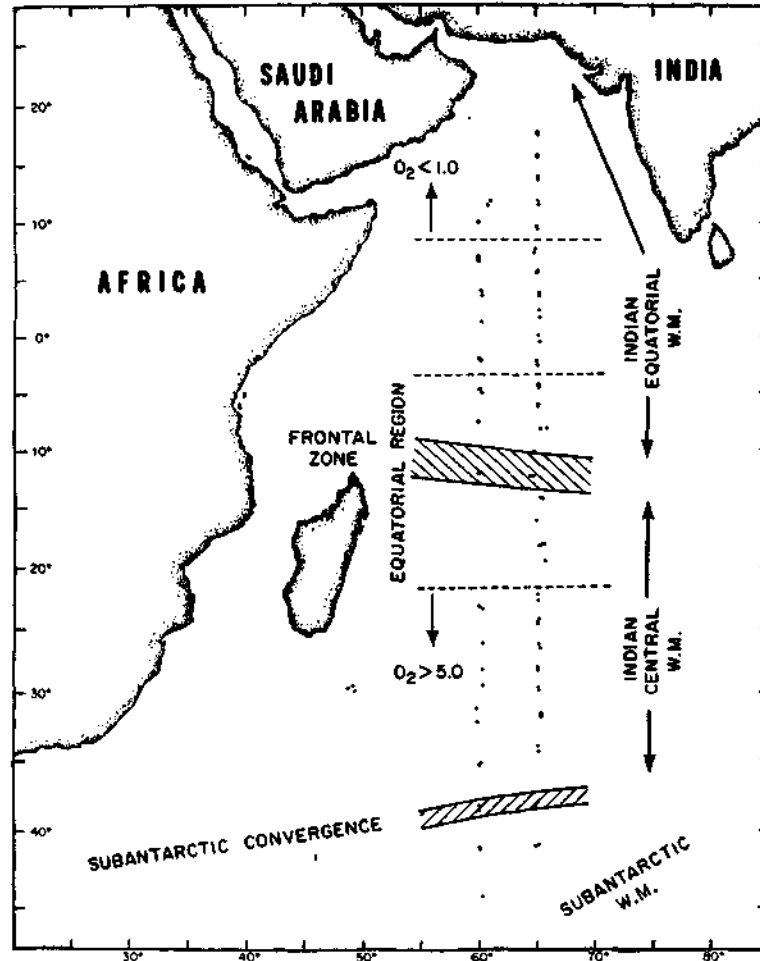 SAUDI
ARABIA
INDIA
20°
O₂<1.0
10°
AFRICA
INDIAN
EQUATORIAL
W.M.
0°
EQUATORIAL REGION
FRONTAL
ZONE
10°
20°
INDIAN
CENTRAL
W.M.
O₂>5.0
30°
40°
SUBANTARCTIC CONVERGENCE
SUBANTARCTIC
W.M.
30° 40° 50° 60° 70° 80°